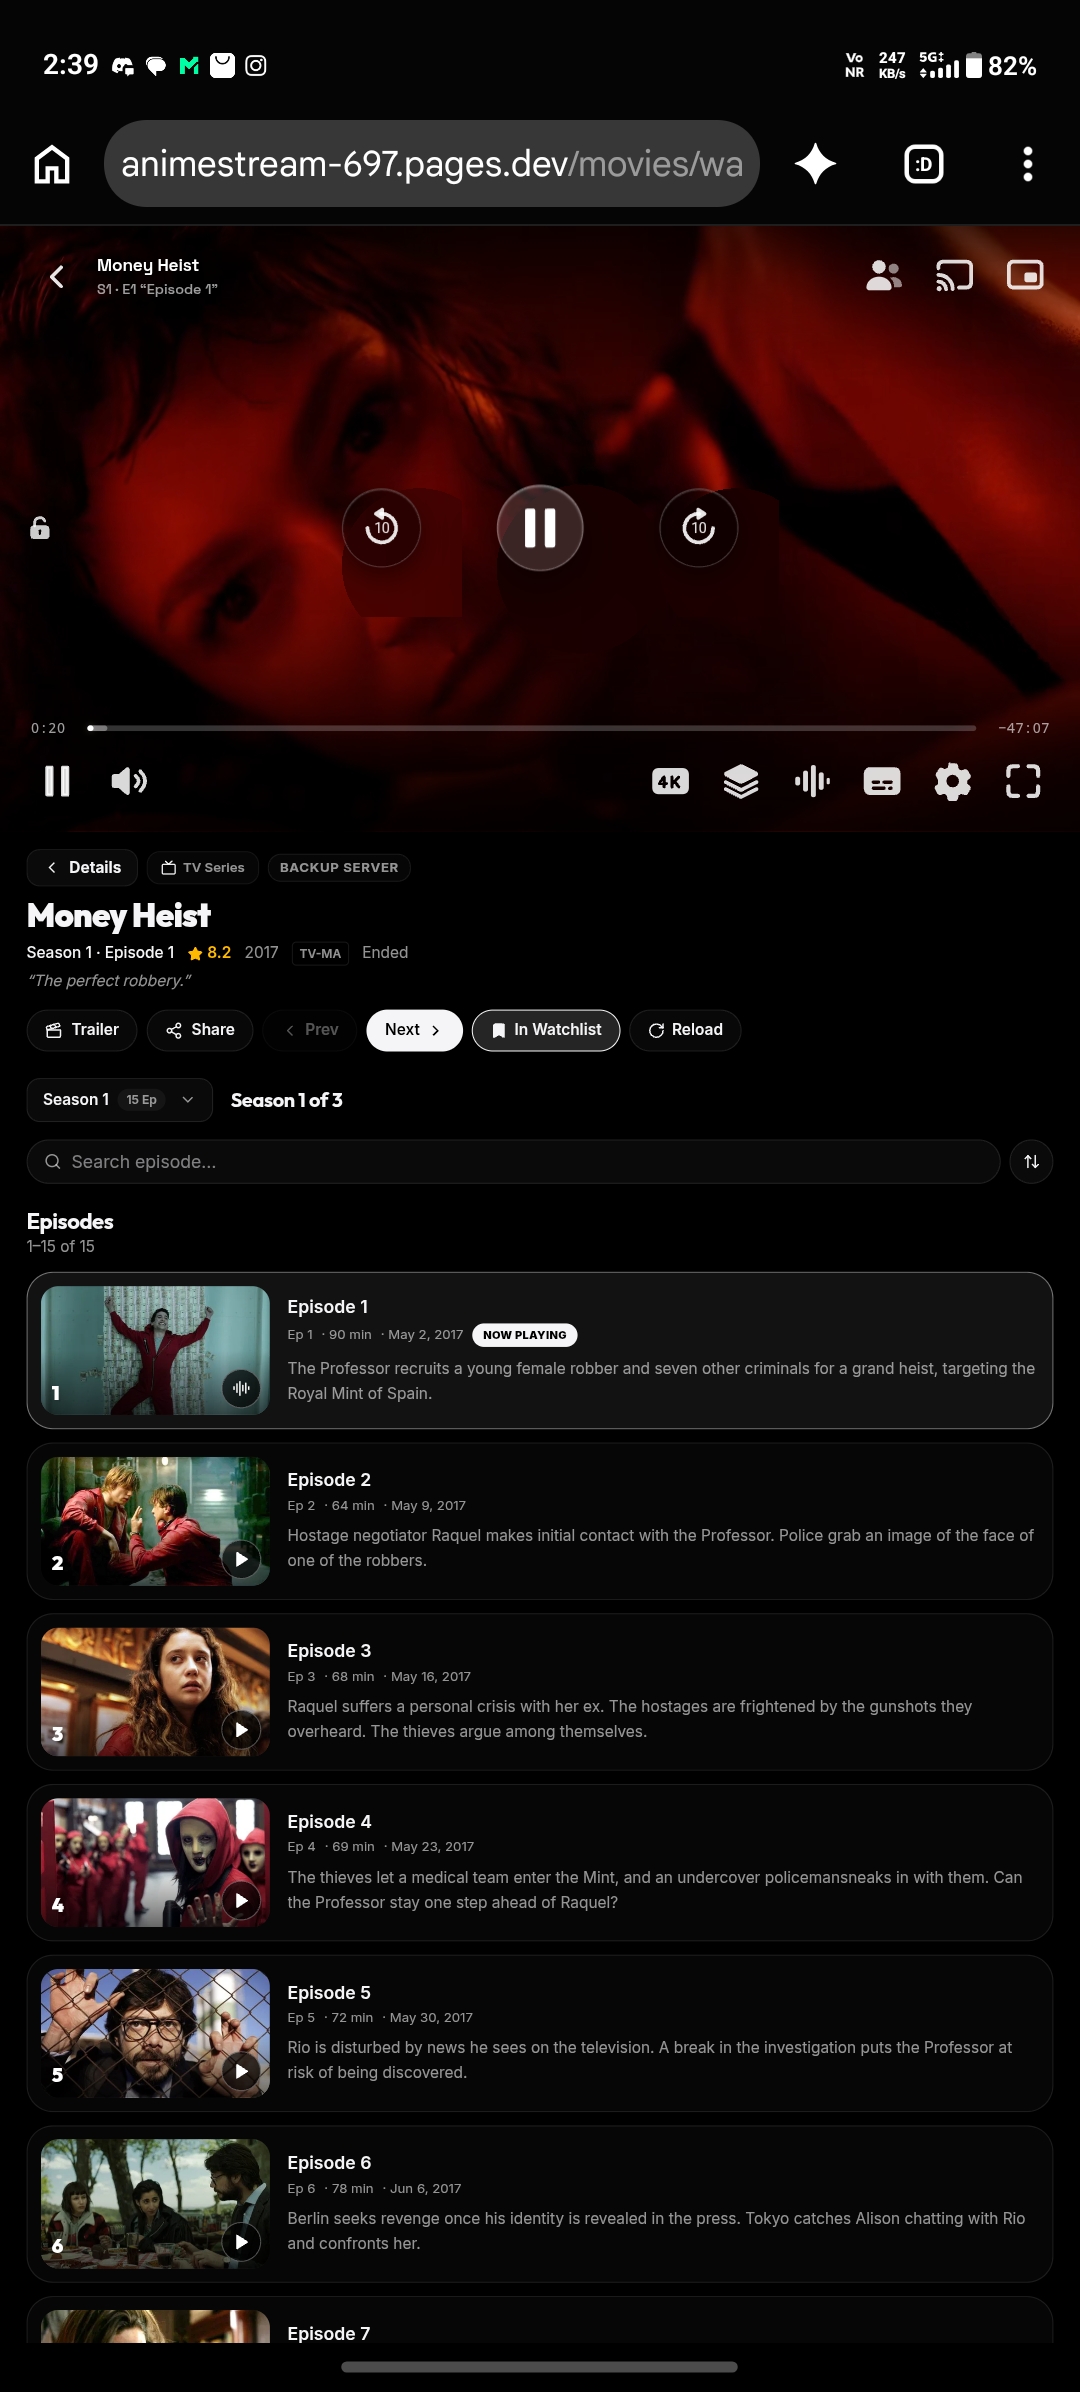 2:39
Vo NR 247 KB/s 5G 82%
animestream-697.pages.dev/movies/wa
:D
Money Heist
S1 · E1 “Episode 1”
10
10
0:20
−47:07
4K
Details
TV Series
BACKUP SERVER
Money Heist
Season 1 · Episode 1 8.2 2017 TV-MA Ended
“The perfect robbery.”
Trailer
Share
Prev
Next
In Watchlist
Reload
Season 1 15 Ep
Season 1 of 3
Search episode...
Episodes
1–15 of 15
1
Episode 1
Ep 1 · 90 min · May 2, 2017 NOW PLAYING
The Professor recruits a young female robber and seven other criminals for a grand heist, targeting the
Royal Mint of Spain.
2
Episode 2
Ep 2 · 64 min · May 9, 2017
Hostage negotiator Raquel makes initial contact with the Professor. Police grab an image of the face of
one of the robbers.
3
Episode 3
Ep 3 · 68 min · May 16, 2017
Raquel suffers a personal crisis with her ex. The hostages are frightened by the gunshots they
overheard. The thieves argue among themselves.
4
Episode 4
Ep 4 · 69 min · May 23, 2017
The thieves let a medical team enter the Mint, and an undercover policemansneaks in with them. Can
the Professor stay one step ahead of Raquel?
5
Episode 5
Ep 5 · 72 min · May 30, 2017
Rio is disturbed by news he sees on the television. A break in the investigation puts the Professor at
risk of being discovered.
6
Episode 6
Ep 6 · 78 min · Jun 6, 2017
Berlin seeks revenge once his identity is revealed in the press. Tokyo catches Alison chatting with Rio
and confronts her.
Episode 7